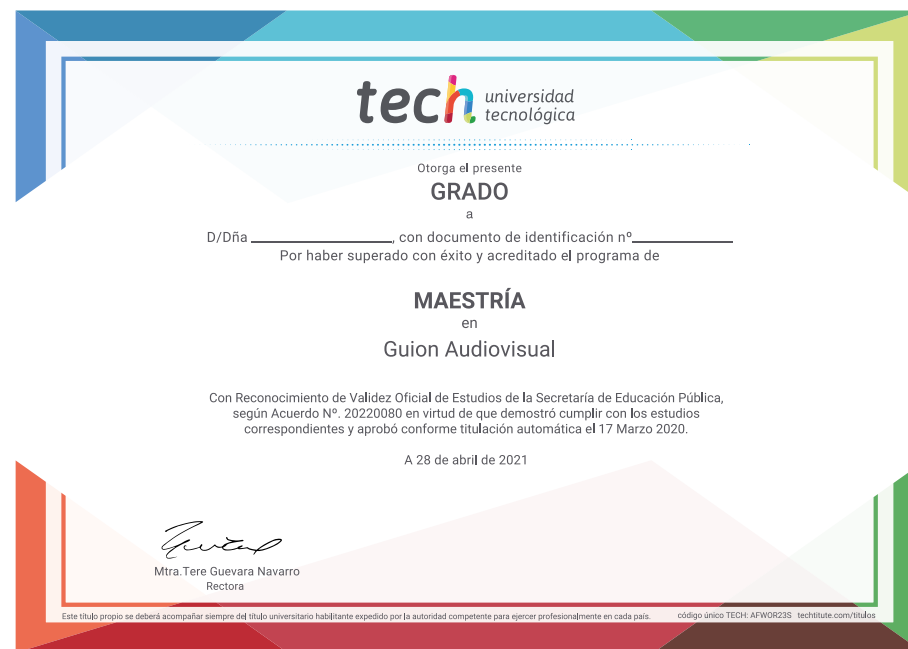 tech universidad
tecnológica
Otorga el presente
GRADO
a
D/Dña ____________________, con documento de identificación nº______________
Por haber superado con éxito y acreditado el programa de
MAESTRÍA
en
Guion Audiovisual
Con Reconocimiento de Validez Oficial de Estudios de la Secretaría de Educación Pública,
según Acuerdo Nº. 20220080 en virtud de que demostró cumplir con los estudios
correspondientes y aprobó conforme titulación automática el 17 Marzo 2020.
A 28 de abril de 2021
Mtra.Tere Guevara Navarro
Rectora
Este título propio se deberá acompañar siempre del título universitario habilitante expedido por la autoridad competente para ejercer profesionalmente en cada país. código único TECH: AFWOR23S techtitute.com/titulos